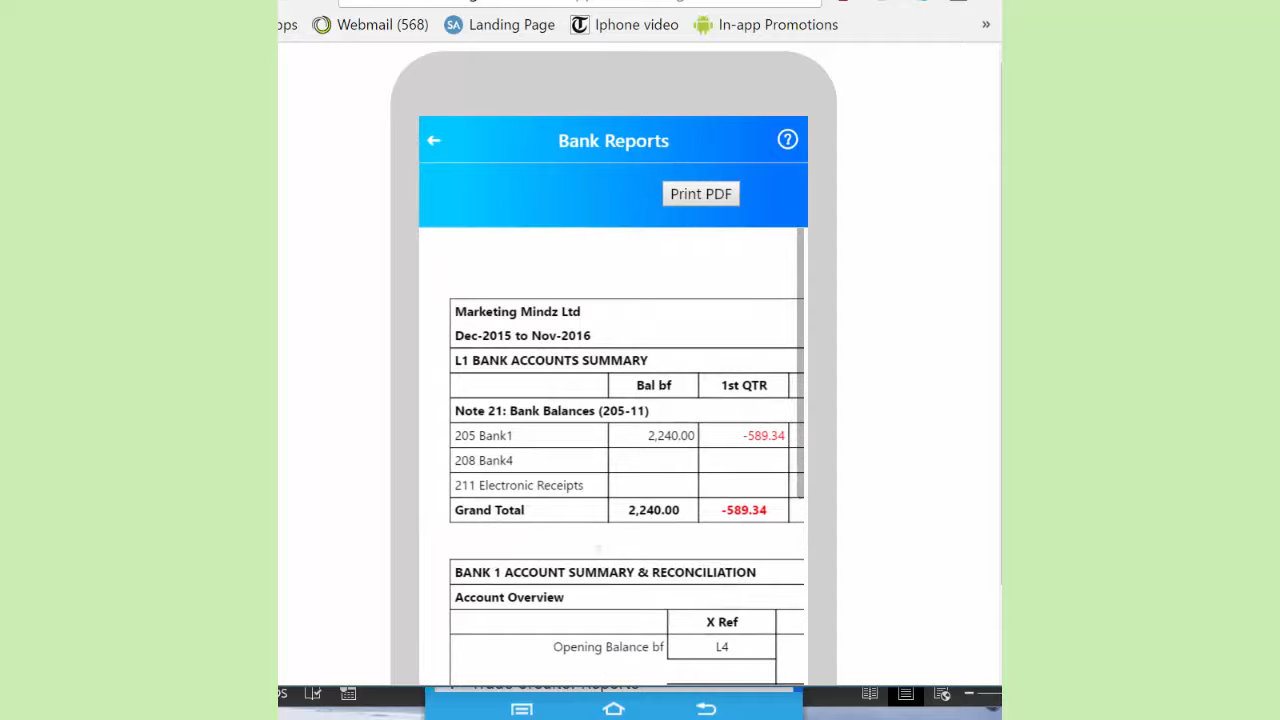 ps Webmail (568) Landing Page Iphone video In-app Promotions »
Bank Reports ?
Print PDF
Marketing Mindz Ltd
Dec-2015 to Nov-2016
L1 BANK ACCOUNTS SUMMARY
Bal bf 1st QTR
Note 21: Bank Balances (205-11)
205 Bank1 2,240.00 -589.34
208 Bank4
211 Electronic Receipts
Grand Total 2,240.00 -589.34
BANK 1 ACCOUNT SUMMARY & RECONCILIATION
Account Overview
X Ref
Opening Balance bf L4